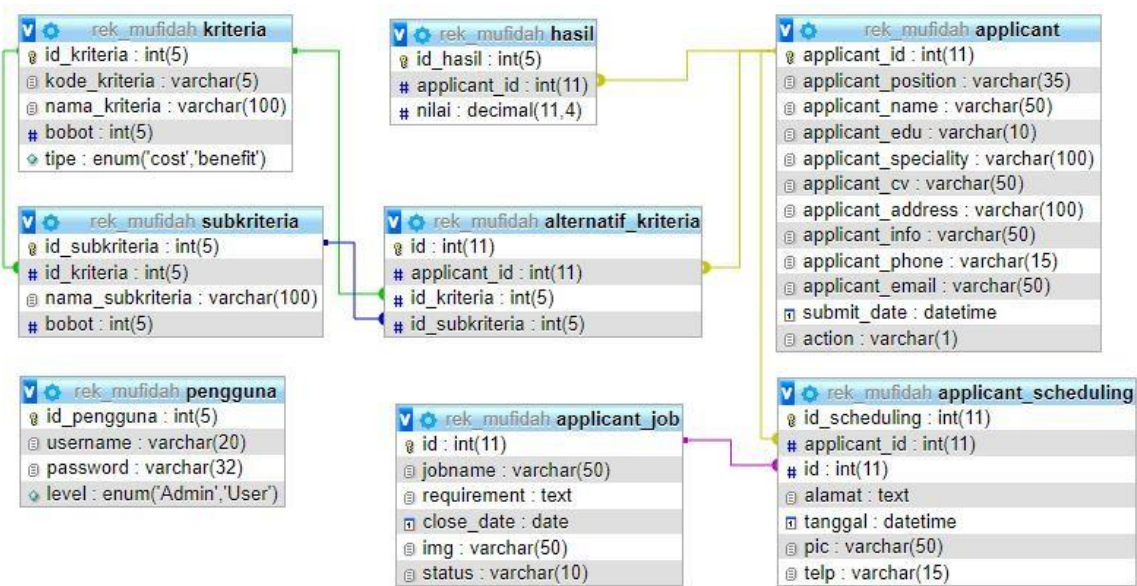 rek_mufidah kriteria
id_kriteria : int(5)
kode_kriteria : varchar(5)
nama_kriteria : varchar(100)
bobot : int(5)
tipe : enum('cost','benefit')
rek_mufidah hasil
id_hasil : int(5)
applicant_id : int(11)
nilai : decimal(11,4)
rek_mufidah applicant
applicant_id : int(11)
applicant_position : varchar(35)
applicant_name : varchar(50)
applicant_edu : varchar(10)
applicant_speciality : varchar(100)
applicant_cv : varchar(50)
applicant_address : varchar(100)
applicant_info : varchar(50)
applicant_phone : varchar(15)
applicant_email : varchar(50)
submit_date : datetime
action : varchar(1)
rek_mufidah subkriteria
id_subkriteria : int(5)
id_kriteria : int(5)
nama_subkriteria : varchar(100)
bobot : int(5)
rek_mufidah alternatif_kriteria
id : int(11)
applicant_id : int(11)
id_kriteria : int(5)
id_subkriteria : int(5)
rek_mufidah pengguna
id_pengguna : int(5)
username : varchar(20)
password : varchar(32)
level : enum('Admin','User')
rek_mufidah applicant_job
id : int(11)
jobname : varchar(50)
requirement : text
close_date : date
img : varchar(50)
status : varchar(10)
rek_mufidah applicant_scheduling
id_scheduling : int(11)
applicant_id : int(11)
id : int(11)
alamat : text
tanggal : datetime
pic : varchar(50)
telp : varchar(15)